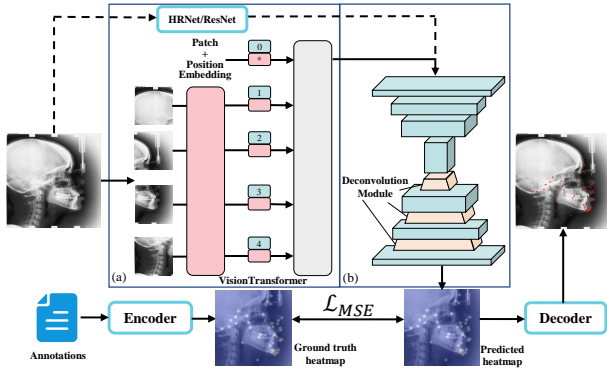 HRNet/ResNet
Patch
+
Position
Embedding
0
*
1
2
3
4
(a)
VisionTransformer
(b)
Deconvolution
Module
Annotations
Encoder
Ground truth
heatmap
ℒMSE
Predicted
heatmap
Decoder